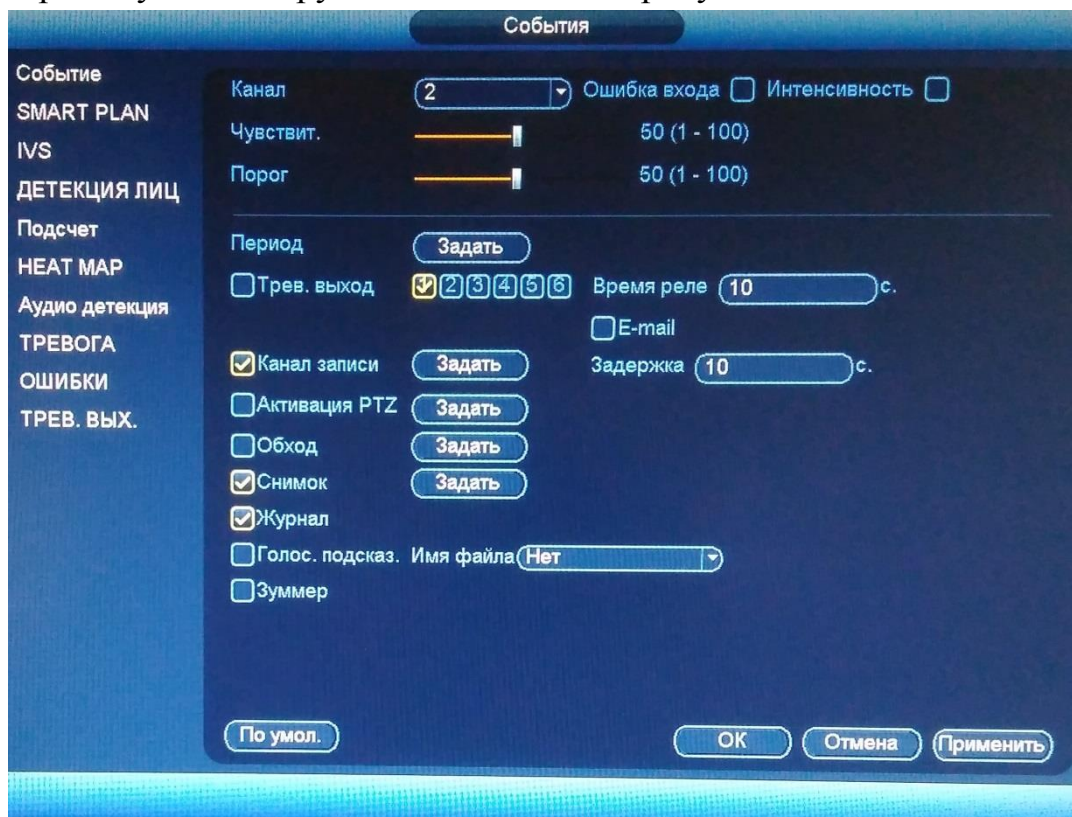 События
Событие
SMART PLAN
IVS
ДЕТЕКЦИЯ ЛИЦ
Подсчет
HEAT MAP
Аудио детекция
ТРЕВОГА
ОШИБКИ
ТРЕВ. ВЫХ.
Канал 2 Ошибка входа Интенсивность
Чувствит. 50 (1 - 100)
Порог 50 (1 - 100)
Период Задать
Трев. выход 1 2 3 4 5 6 Время реле 10 с.
E-mail
Канал записи Задать Задержка 10 с.
Активация PTZ Задать
Обход Задать
Снимок Задать
Журнал
Голос. подсказ. Имя файла Нет
Зуммер
По умол. ОК Отмена Применить